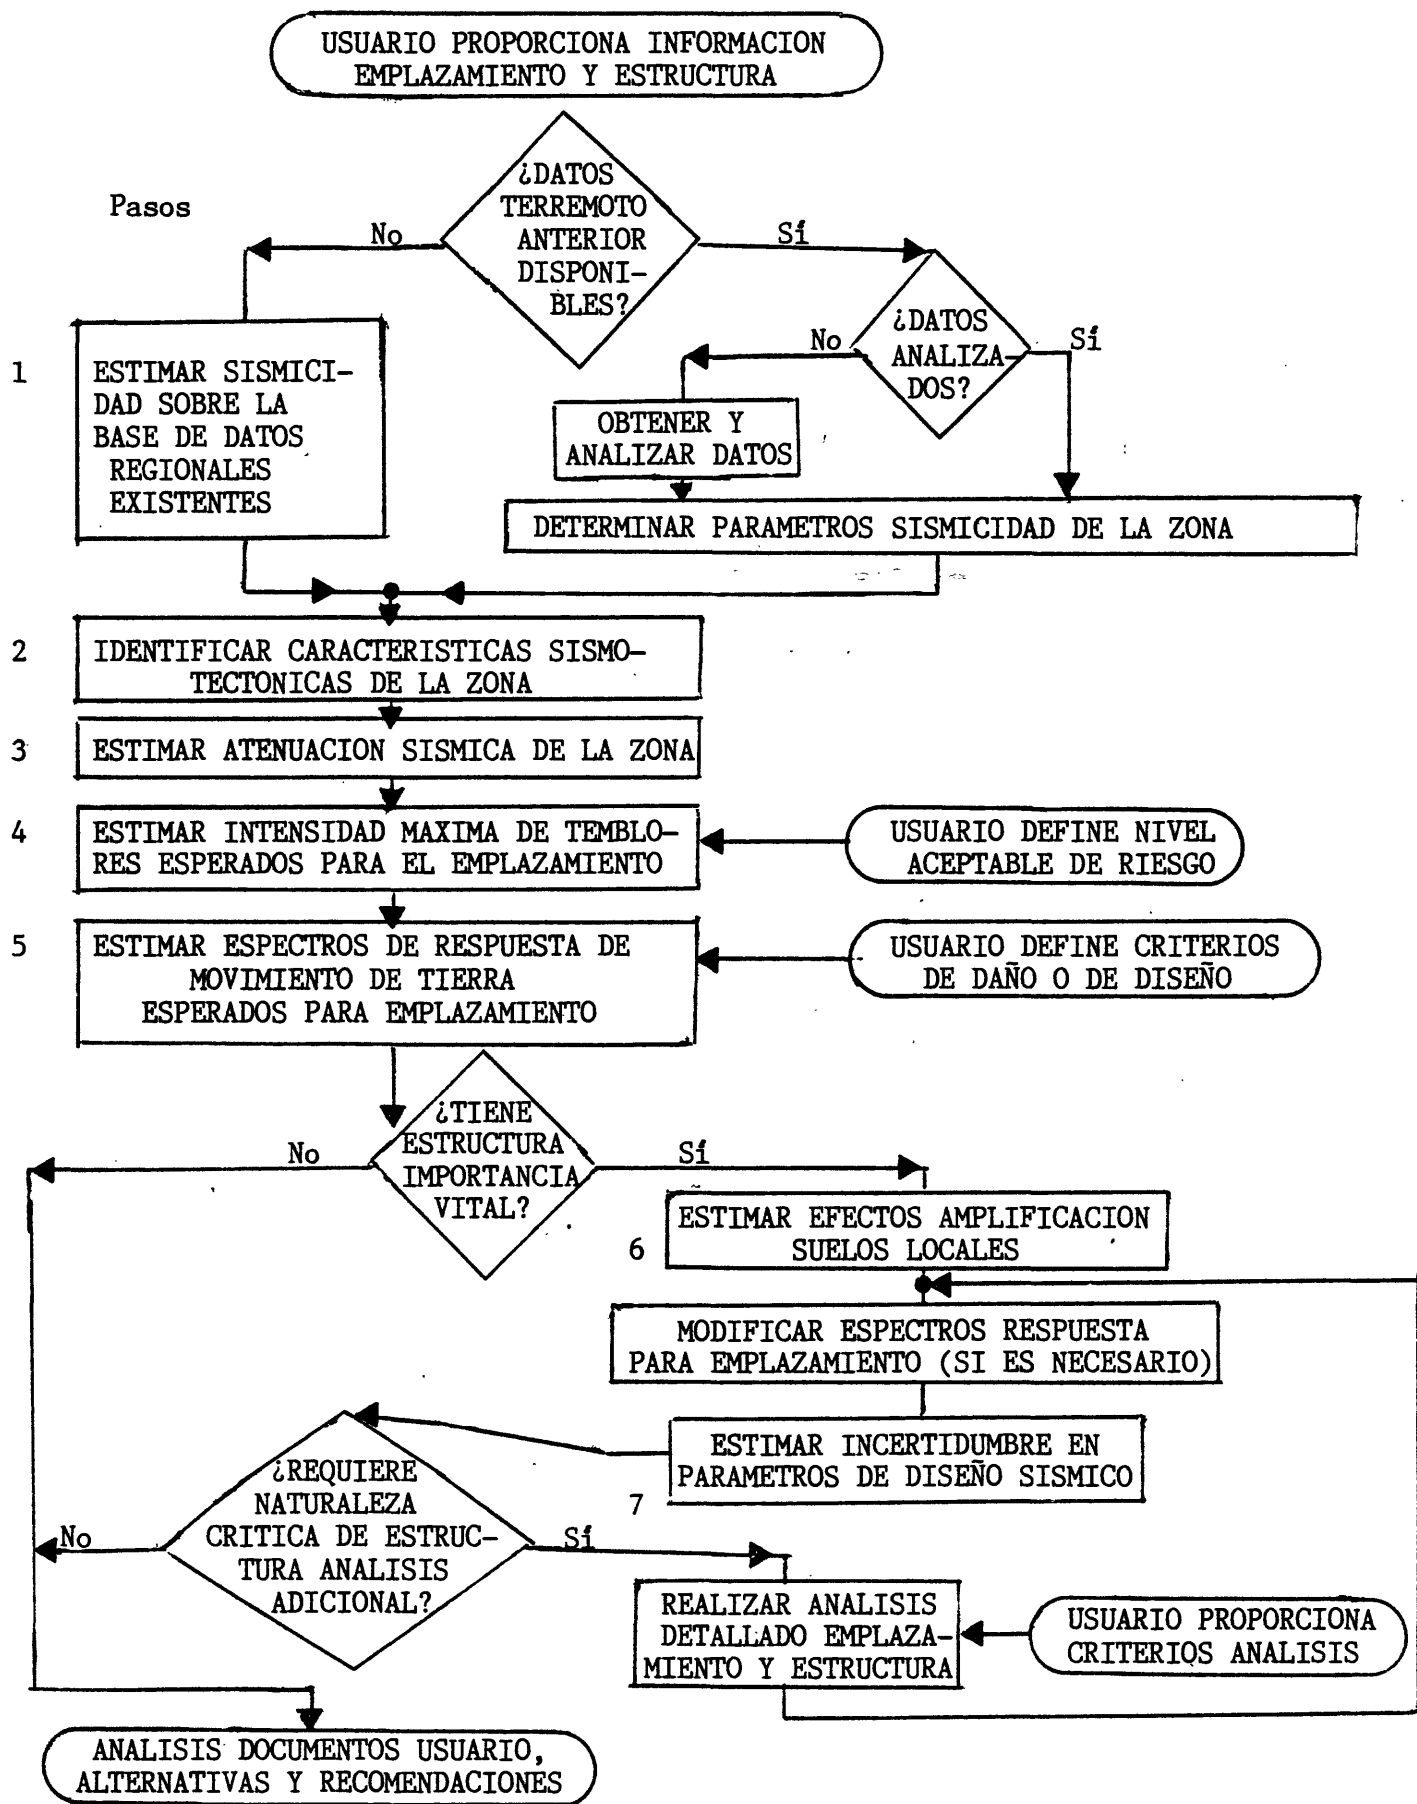 USUARIO PROPORCIONA INFORMACION
EMPLAZAMIENTO Y ESTRUCTURA
¿DATOS
TERREMOTO
ANTERIOR
DISPONI-
BLES?
Pasos
No
Sí
¿DATOS
ANALIZA-
DOS?
No
Sí
1
ESTIMAR SISMICI-
DAD SOBRE LA
BASE DE DATOS
REGIONALES
EXISTENTES
OBTENER Y
ANALIZAR DATOS
DETERMINAR PARAMETROS SISMICIDAD DE LA ZONA
2
IDENTIFICAR CARACTERISTICAS SISMO-
TECTONICAS DE LA ZONA
3
ESTIMAR ATENUACION SISMICA DE LA ZONA
4
ESTIMAR INTENSIDAD MAXIMA DE TEMBLO-
RES ESPERADOS PARA EL EMPLAZAMIENTO
USUARIO DEFINE NIVEL
ACEPTABLE DE RIESGO
5
ESTIMAR ESPECTROS DE RESPUESTA DE
MOVIMIENTO DE TIERRA
ESPERADOS PARA EMPLAZAMIENTO
USUARIO DEFINE CRITERIOS
DE DAÑO O DE DISEÑO
¿TIENE
ESTRUCTURA
IMPORTANCIA
VITAL?
No
Sí
6
ESTIMAR EFECTOS AMPLIFICACION
SUELOS LOCALES
MODIFICAR ESPECTROS RESPUESTA
PARA EMPLAZAMIENTO (SI ES NECESARIO)
7
ESTIMAR INCERTIDUMBRE EN
PARAMETROS DE DISEÑO SISMICO
¿REQUIERE
NATURALEZA
CRITICA DE ESTRUC-
TURA ANALISIS
ADICIONAL?
No
Sí
REALIZAR ANALISIS
DETALLADO EMPLAZA-
MIENTO Y ESTRUCTURA
USUARIO PROPORCIONA
CRITERIOS ANALISIS
ANALISIS DOCUMENTOS USUARIO,
ALTERNATIVAS Y RECOMENDACIONES